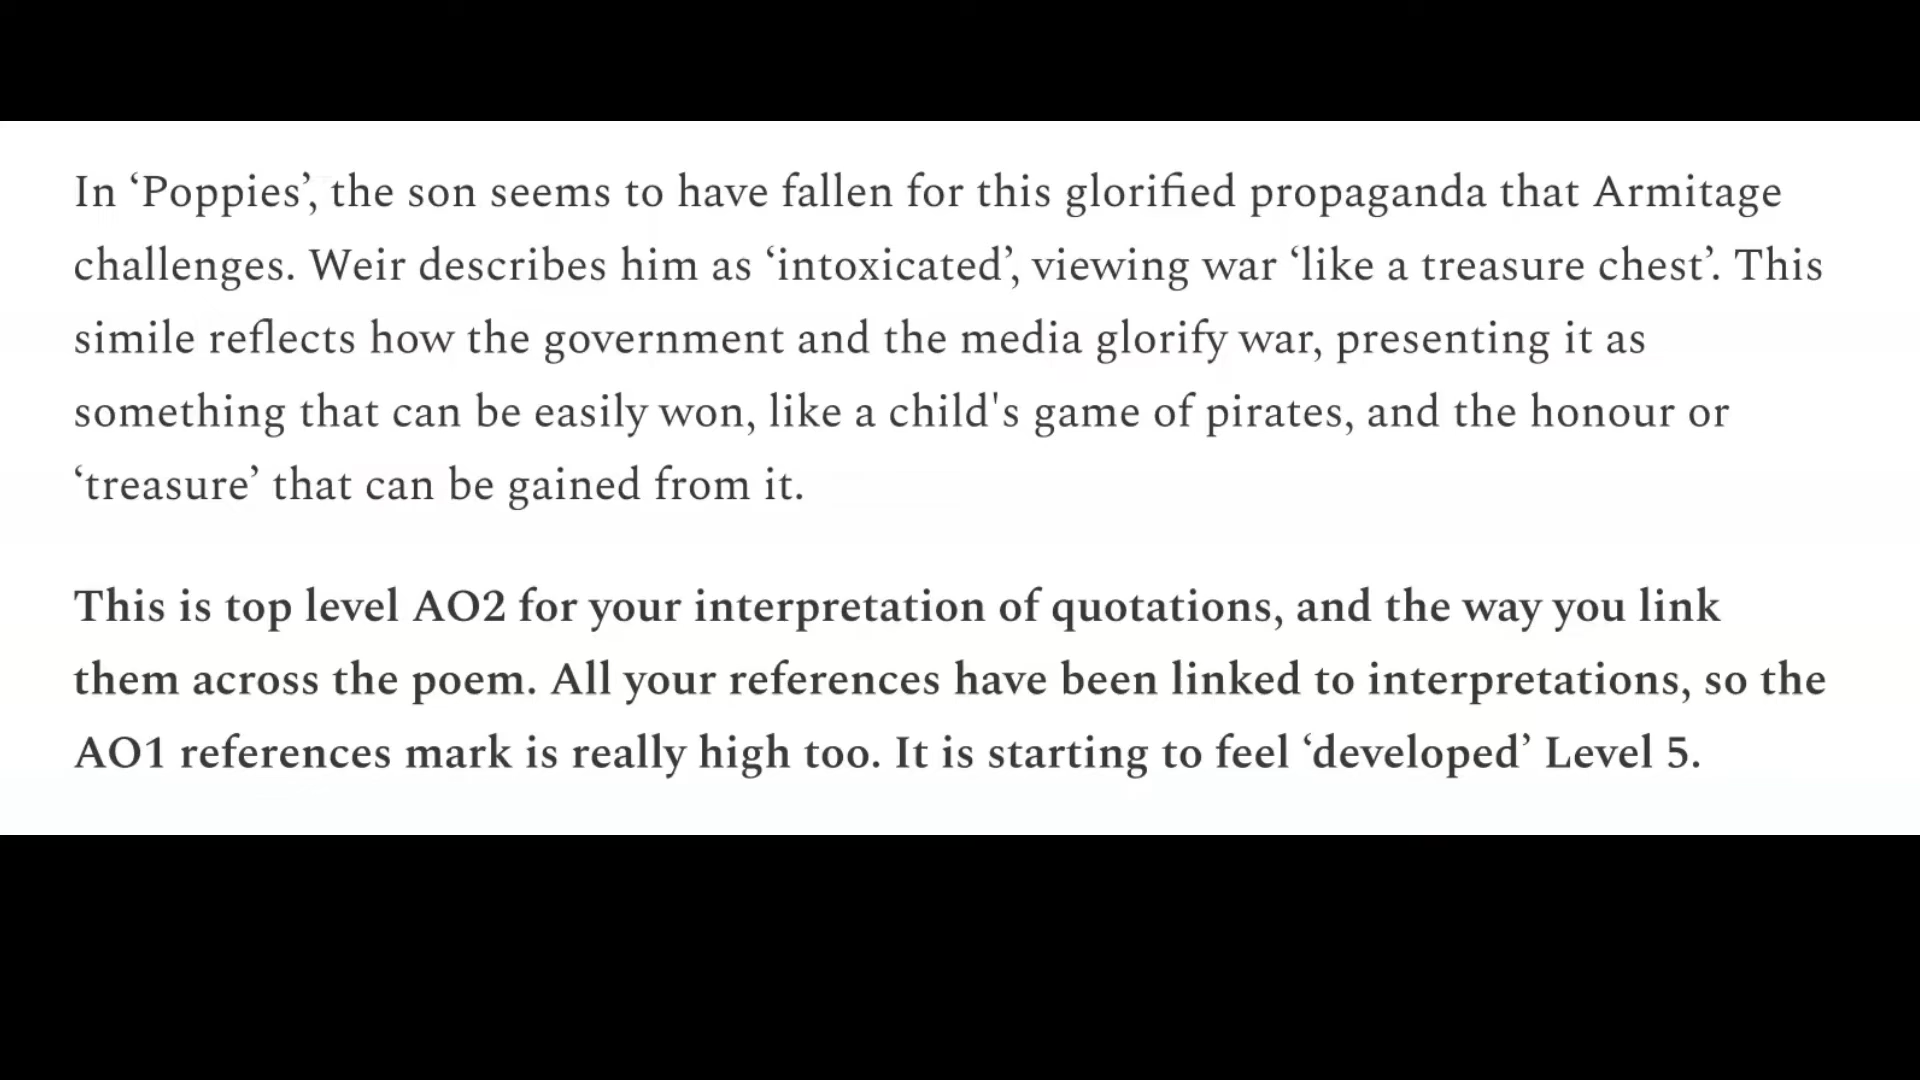 In ‘Poppies’, the son seems to have fallen for this glorified propaganda that Armitage
challenges. Weir describes him as ‘intoxicated’, viewing war ‘like a treasure chest’. This
simile reflects how the government and the media glorify war, presenting it as
something that can be easily won, like a child's game of pirates, and the honour or
‘treasure’ that can be gained from it.
This is top level AO2 for your interpretation of quotations, and the way you link
them across the poem. All your references have been linked to interpretations, so the
AO1 references mark is really high too. It is starting to feel ‘developed’ Level 5.